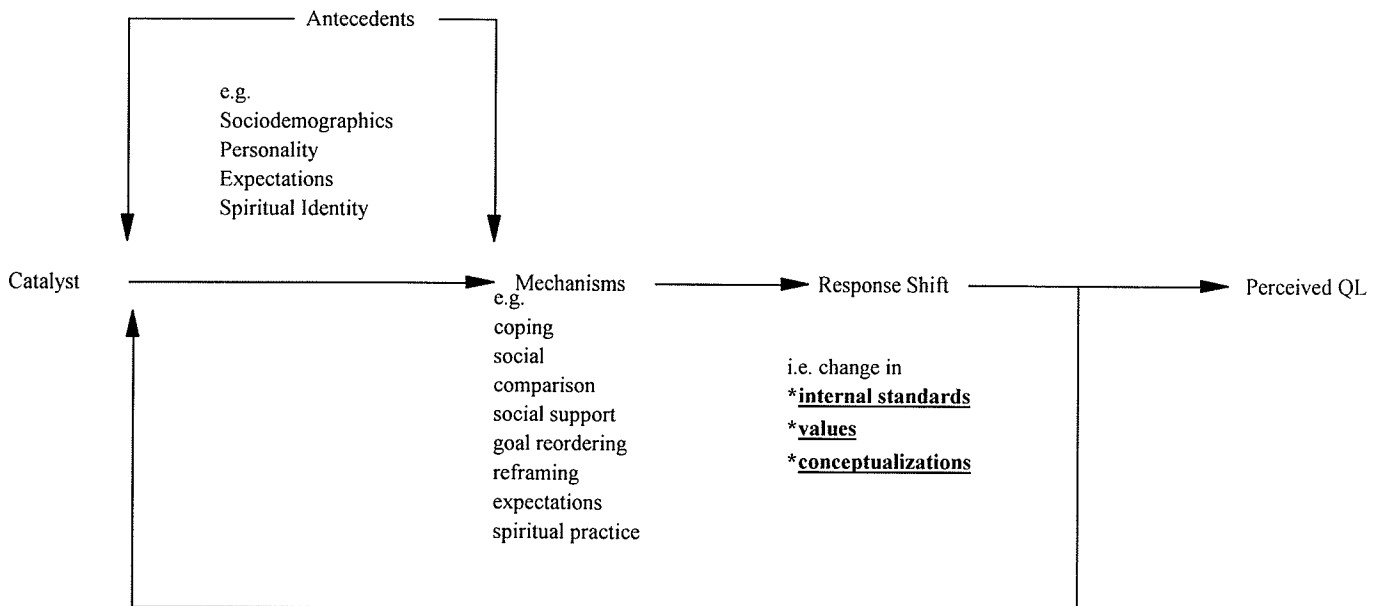 Antecedents
e.g.
Sociodemographics
Personality
Expectations
Spiritual Identity
Catalyst
Mechanisms
e.g.
coping
social
comparison
social support
goal reordering
reframing
expectations
spiritual practice
Response Shift
i.e. change in
*internal standards
*values
*conceptualizations
Perceived QL